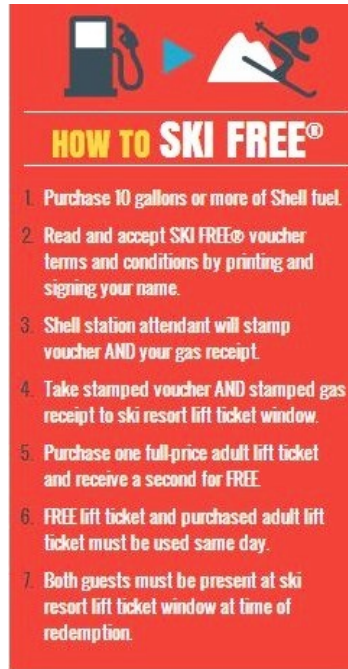 HOW TO SKI FREE®
1. Purchase 10 gallons or more of Shell fuel.
2. Read and accept SKI FREE® voucher
terms and conditions by printing and
signing your name.
3. Shell station attendant will stamp
voucher AND your gas receipt.
4. Take stamped voucher AND stamped gas
receipt to ski resort lift ticket window.
5. Purchase one full-price adult lift ticket
and receive a second for FREE.
6. FREE lift ticket and purchased adult lift
ticket must be used same day.
7. Both guests must be present at ski
resort lift ticket window at time of
redemption.